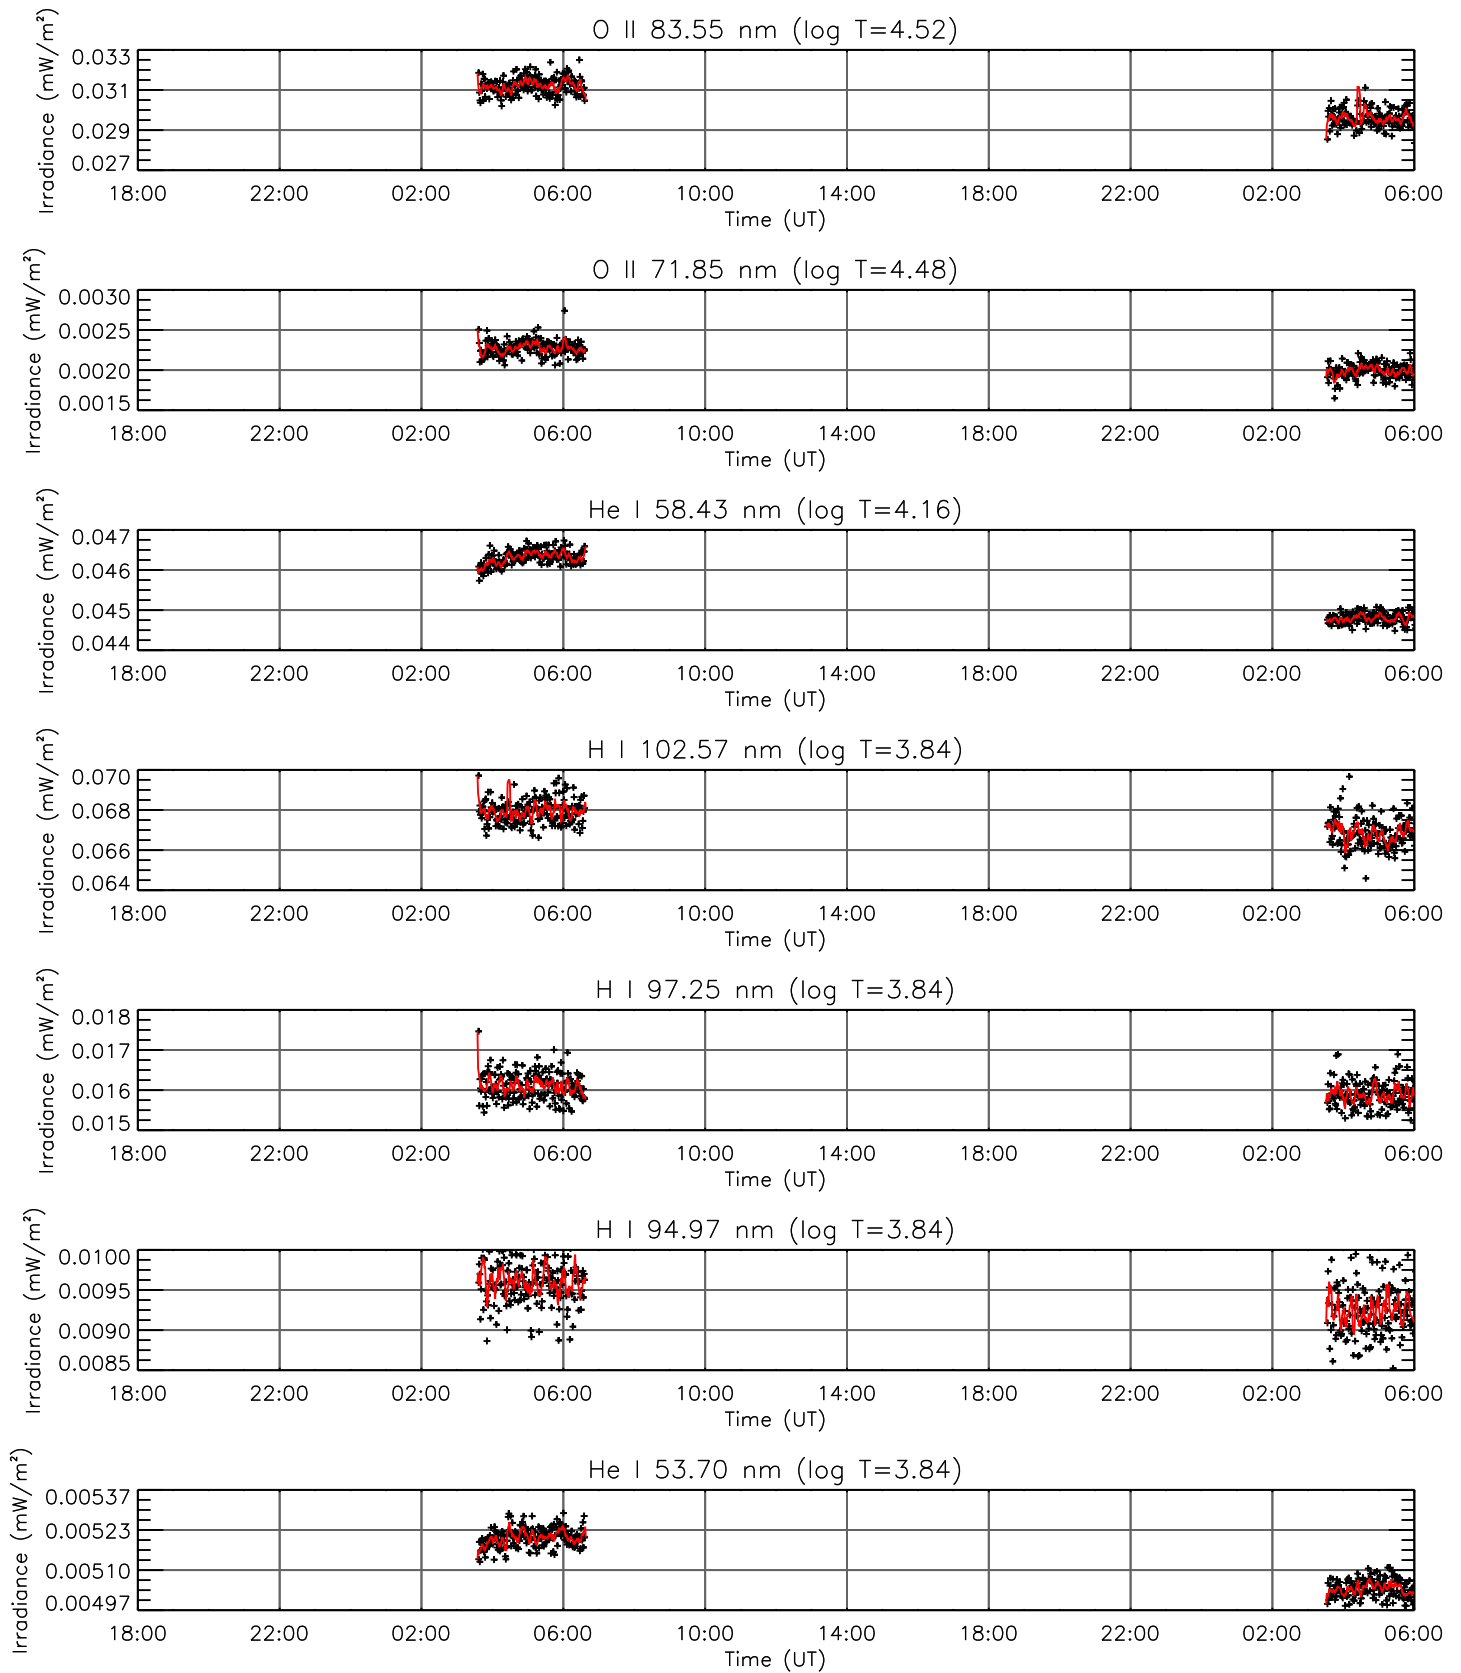 O II 83.55 nm (log T=4.52)
Irradiance (mW/m²)
0.033
0.031
0.029
0.027
18:00 22:00 02:00 06:00 10:00 14:00 18:00 22:00 02:00 06:00
Time (UT)
O II 71.85 nm (log T=4.48)
Irradiance (mW/m²)
0.0030
0.0025
0.0020
0.0015
18:00 22:00 02:00 06:00 10:00 14:00 18:00 22:00 02:00 06:00
Time (UT)
He I 58.43 nm (log T=4.16)
Irradiance (mW/m²)
0.047
0.046
0.045
0.044
18:00 22:00 02:00 06:00 10:00 14:00 18:00 22:00 02:00 06:00
Time (UT)
H I 102.57 nm (log T=3.84)
Irradiance (mW/m²)
0.070
0.068
0.066
0.064
18:00 22:00 02:00 06:00 10:00 14:00 18:00 22:00 02:00 06:00
Time (UT)
H I 97.25 nm (log T=3.84)
Irradiance (mW/m²)
0.018
0.017
0.016
0.015
18:00 22:00 02:00 06:00 10:00 14:00 18:00 22:00 02:00 06:00
Time (UT)
H I 94.97 nm (log T=3.84)
Irradiance (mW/m²)
0.0100
0.0095
0.0090
0.0085
18:00 22:00 02:00 06:00 10:00 14:00 18:00 22:00 02:00 06:00
Time (UT)
He I 53.70 nm (log T=3.84)
Irradiance (mW/m²)
0.00537
0.00523
0.00510
0.00497
18:00 22:00 02:00 06:00 10:00 14:00 18:00 22:00 02:00 06:00
Time (UT)